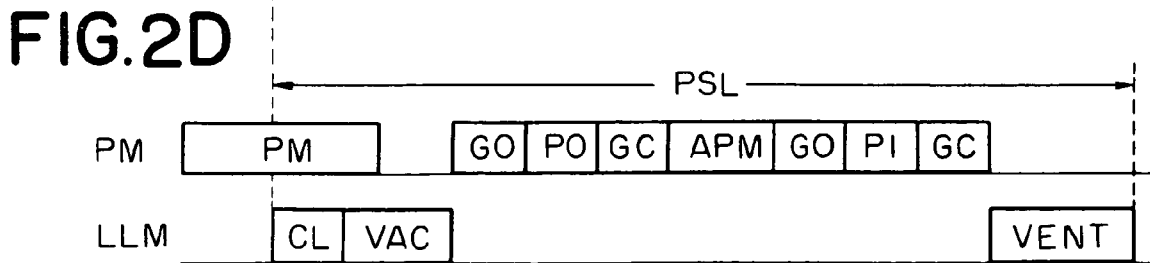 FIG.2D
PSL
PM PM GO PO GC APM GO PI GC
LLM CL VAC VENT